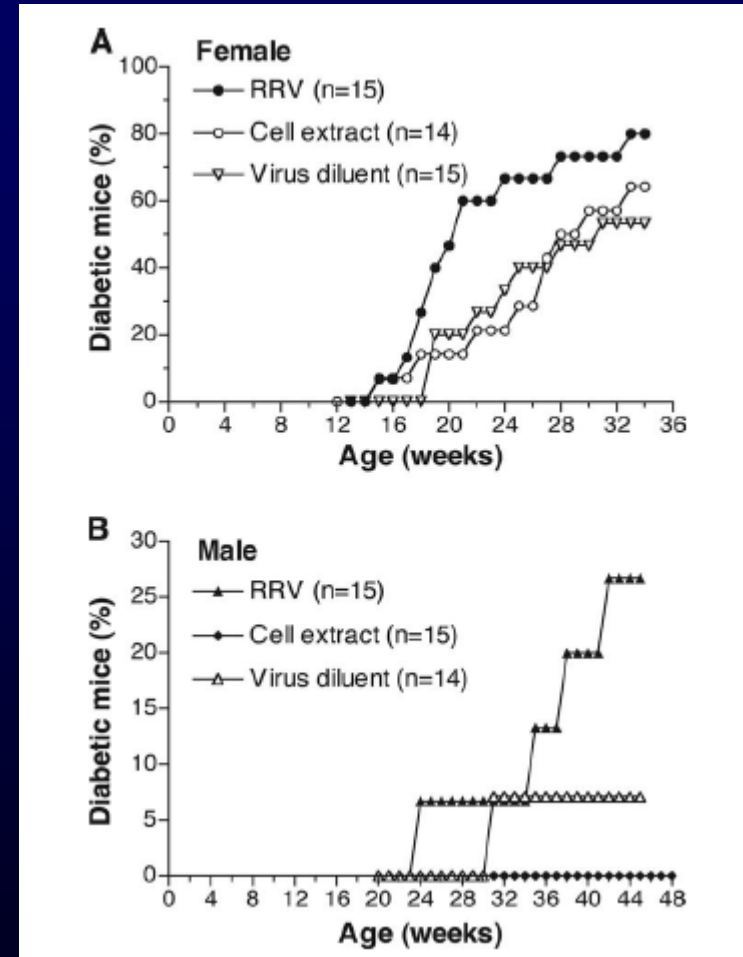 A Female
RRV (n=15)
Cell extract (n=14)
Virus diluent (n=15)
Diabetic mice (%)
100
80
60
40
20
0
0 4 8 12 16 20 24 28 32 36
Age (weeks)
B Male
RRV (n=15)
Cell extract (n=15)
Virus diluent (n=14)
Diabetic mice (%)
30
25
20
15
10
5
0
0 4 8 12 16 20 24 28 32 36 40 44 48
Age (weeks)